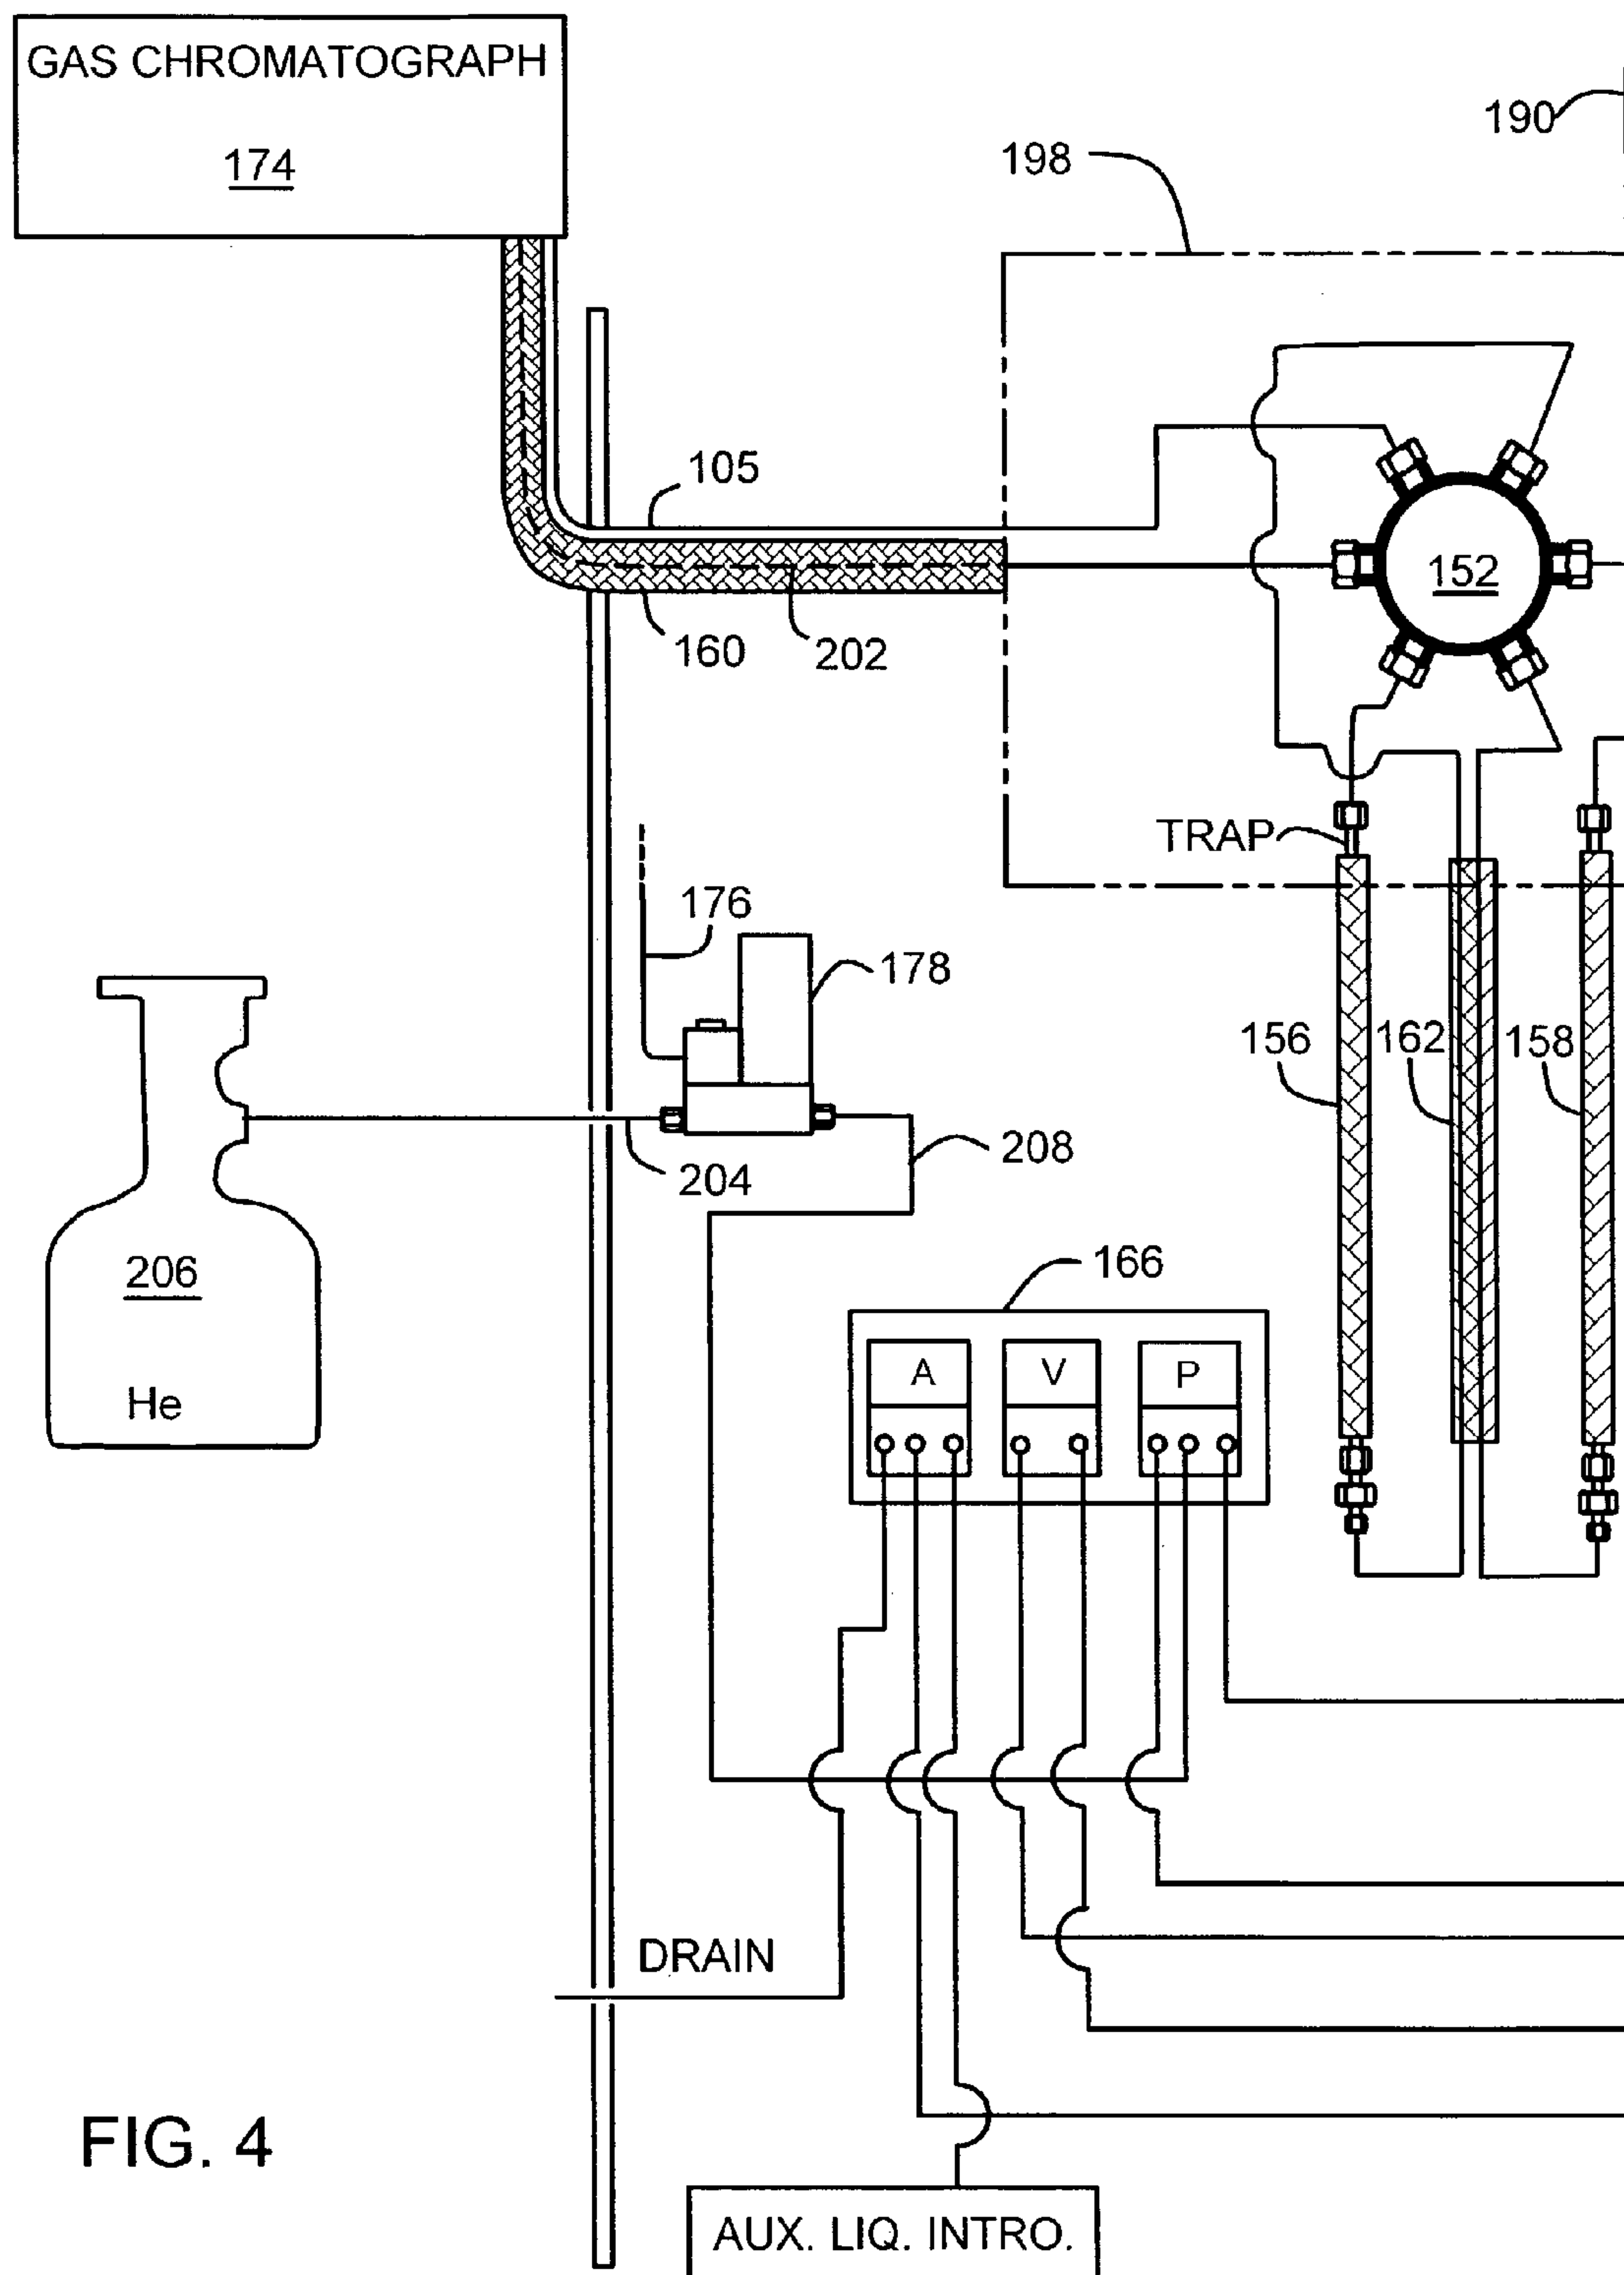 GAS CHROMATOGRAPH
174
190
198
105
152
160
202
TRAP
176
178
156
162
158
208
204
206
He
166
A
V
P
DRAIN
FIG. 4
AUX. LIQ. INTRO.